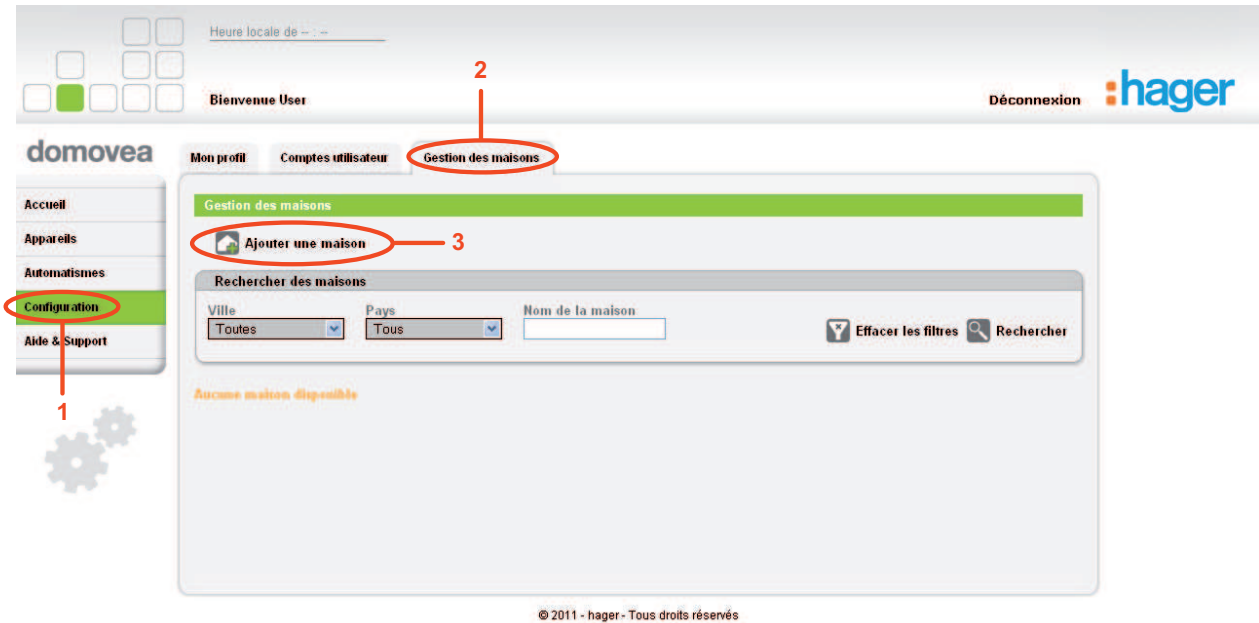 Heure locale de -- : --
2
Bienvenue User
Déconnexion
:hager
domovea
Mon profil
Comptes utilisateur
Gestion des maisons
Accueil
Appareils
Automatismes
Configuration
Aide & Support
1
Gestion des maisons
Ajouter une maison
3
Rechercher des maisons
Ville
Pays
Nom de la maison
Toutes
Tous
Effacer les filtres
Rechercher
Aucune maison disponible
© 2011 - hager - Tous droits réservés